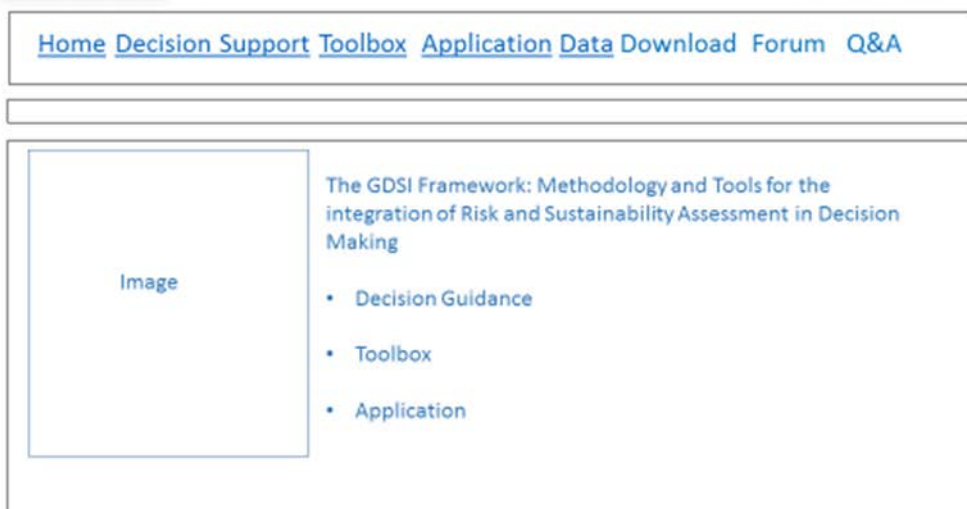 Home Decision Support Toolbox Application Data Download Forum Q&A
The GDSI Framework: Methodology and Tools for the
integration of Risk and Sustainability Assessment in Decision
Making
Image
• Decision Guidance
• Toolbox
• Application